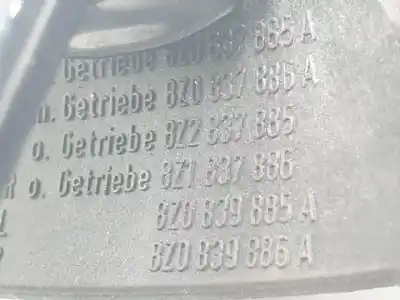 Getriebe 8Z0 837 885 A
m. Getriebe 8Z0 837 886 A
o. Getriebe 8Z2 837 885
R o. Getriebe 8Z1 837 886
L 8Z0 839 885 A
8Z0 839 886 A